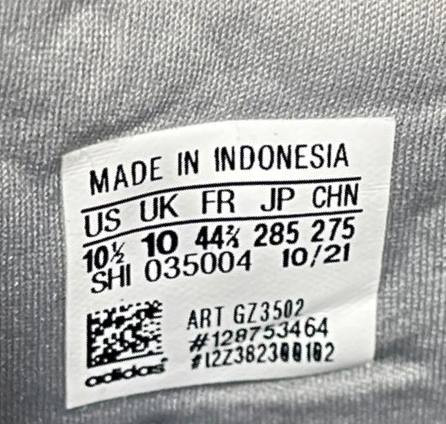 MADE IN INDONESIA
US UK FR JP CHN
10½ 10 44⅔ 285 275
SHI 035004 10/21
ART GZ3502
#128753464
adidas